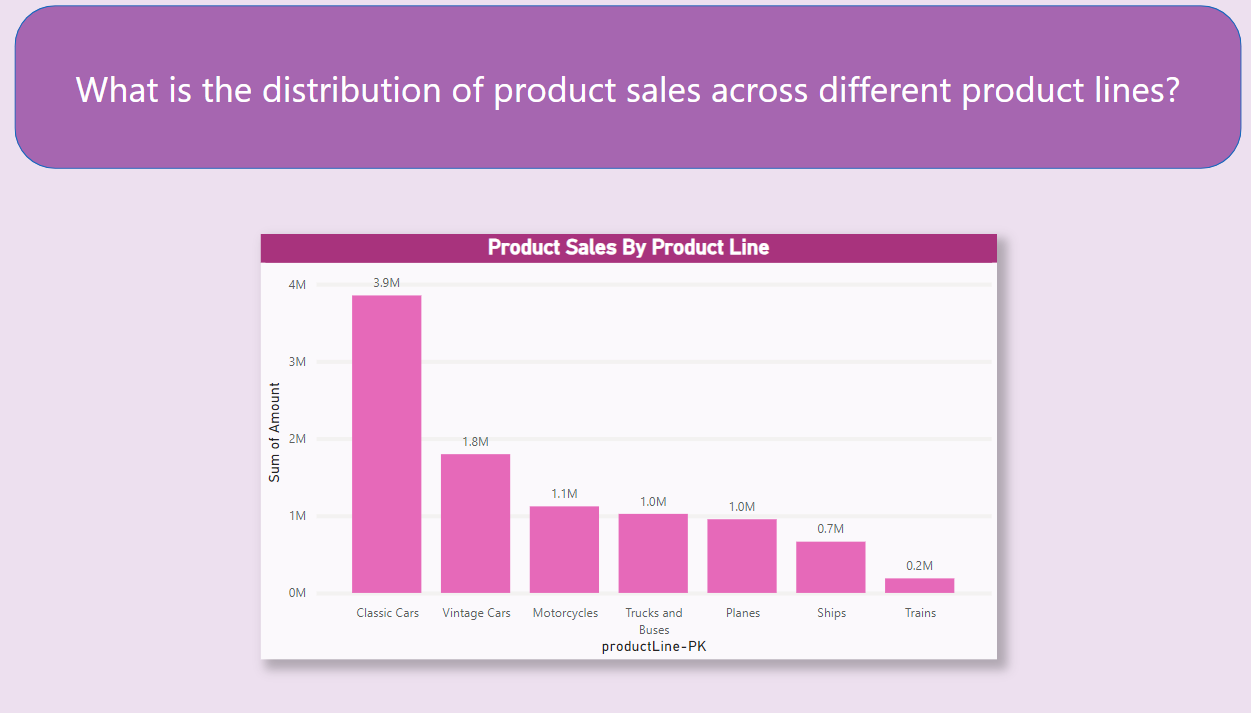 What is the distribution of product sales across different product lines?
Product Sales By Product Line
Sum of Amount
4M
3M
2M
1M
0M
3.9M
1.8M
1.1M
1.0M
1.0M
0.7M
0.2M
Classic Cars
Vintage Cars
Motorcycles
Trucks and
Buses
Planes
Ships
Trains
productLine-PK